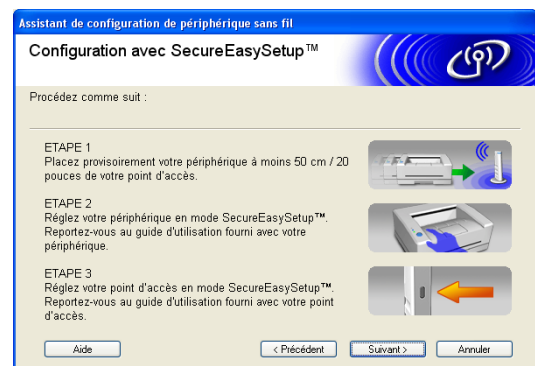 Assistant de configuration de périphérique sans fil
Configuration avec SecureEasySetup™
Procédez comme suit :
ETAPE 1
Placez provisoirement votre périphérique à moins 50 cm / 20
pouces de votre point d'accès.
ETAPE 2
Réglez votre périphérique en mode SecureEasySetup™.
Reportez-vous au guide d'utilisation fourni avec votre
périphérique.
ETAPE 3
Réglez votre point d'accès en mode SecureEasySetup™.
Reportez-vous au guide d'utilisation fourni avec votre point
d'accès.
Aide
< Précédent
Suivant >
Annuler